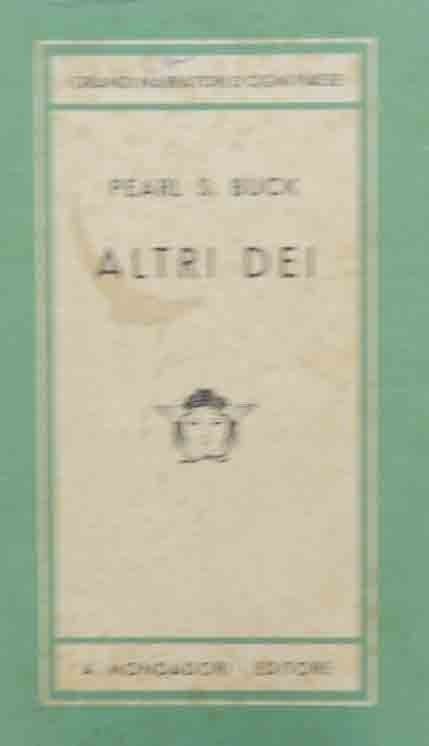 GRANDI NARRATORI D'OGNI PAESE
PEARL S. BUCK
ALTRI DEI
A. MONDADORI - EDITORE